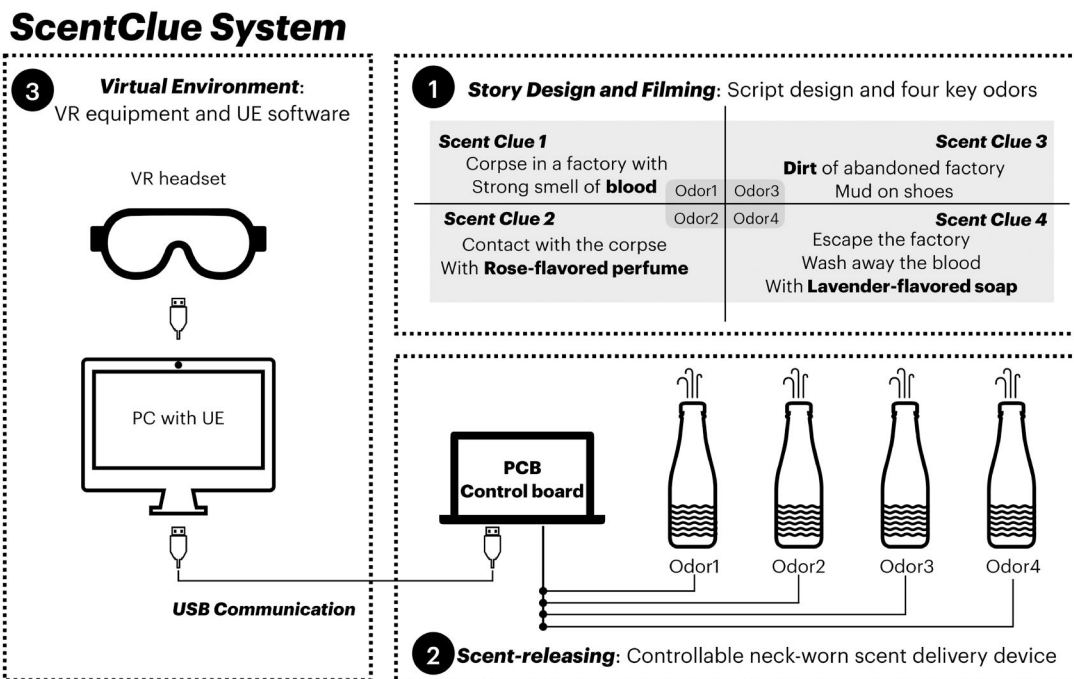 ScentClue System
3
Virtual Environment:
VR equipment and UE software
VR headset
PC with UE
USB Communication
1
Story Design and Filming: Script design and four key odors
Scent Clue 1
Corpse in a factory with
Strong smell of blood
Odor1
Scent Clue 3
Dirt of abandoned factory
Mud on shoes
Odor3
Scent Clue 2
Contact with the corpse
With Rose-flavored perfume
Odor2
Scent Clue 4
Escape the factory
Wash away the blood
With Lavender-flavored soap
Odor4
PCB
Control board
Odor1
Odor2
Odor3
Odor4
2
Scent-releasing: Controllable neck-worn scent delivery device